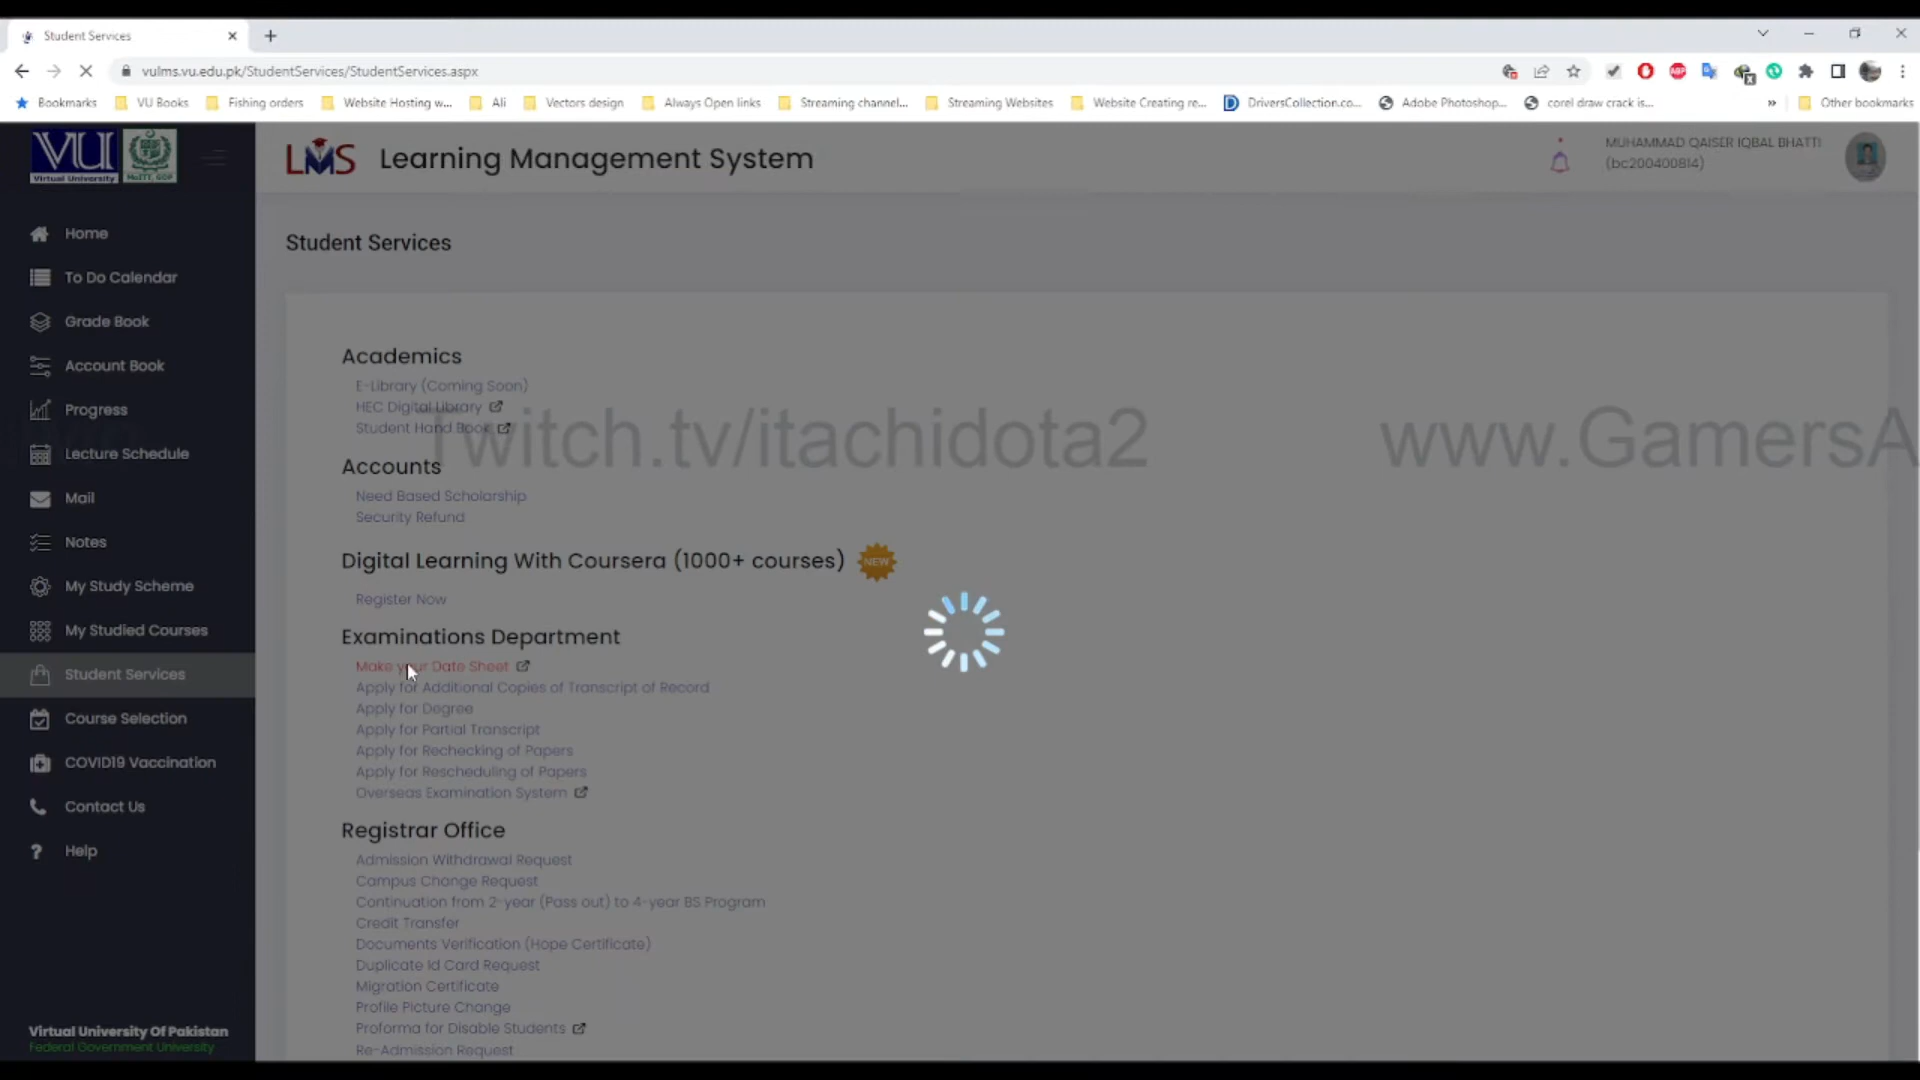 Student Services
vulms.vu.edu.pk/StudentServices/StudentServices.aspx
Bookmarks VU Books Fishing orders Website Hosting w... Ali Vectors design Always Open links Streaming channel... Streaming Websites Website Creating re... DriversCollection.co... Adobe Photoshop... corel draw crack is... » Other bookmarks
VU
Virtual University
MoITT, GOP
LMS Learning Management System
MUHAMMAD QAISER IQBAL BHATTI
(bc200400814)
Home
To Do Calendar
Grade Book
Account Book
Progress
Lecture Schedule
Mail
Notes
My Study Scheme
My Studied Courses
Student Services
Course Selection
COVID19 Vaccination
Contact Us
Help
Virtual University Of Pakistan
Federal Government University
Student Services
Academics
E-Library (Coming Soon)
HEC Digital Library
Student Hand Book
Twitch.tv/itachidota2
www.GamersA
Accounts
Need Based Scholarship
Security Refund
Digital Learning With Coursera (1000+ courses) NEW
Register Now
Examinations Department
Make your Date Sheet
Apply for Additional Copies of Transcript of Record
Apply for Degree
Apply for Partial Transcript
Apply for Rechecking of Papers
Apply for Rescheduling of Papers
Overseas Examination System
Registrar Office
Admission Withdrawal Request
Campus Change Request
Continuation from 2-year (Pass out) to 4-year BS Program
Credit Transfer
Documents Verification (Hope Certificate)
Duplicate Id Card Request
Migration Certificate
Profile Picture Change
Proforma for Disable Students
Re-Admission Request